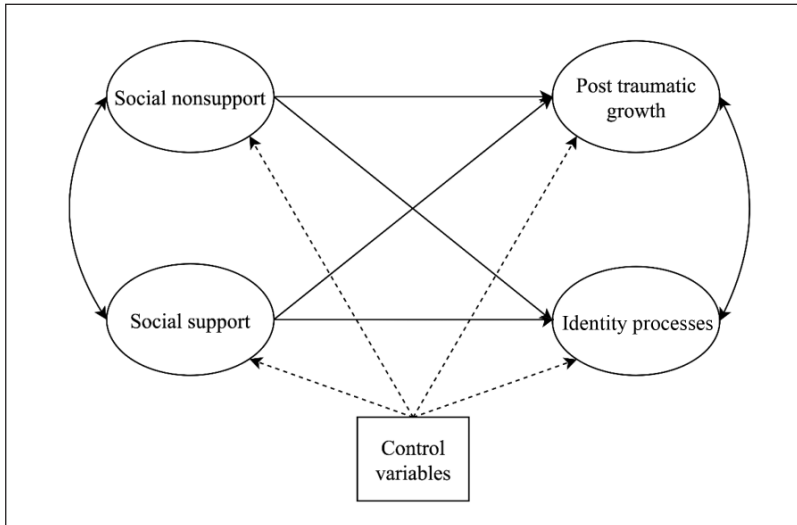 Social nonsupport
Post traumatic
growth
Social support
Identity processes
Control
variables